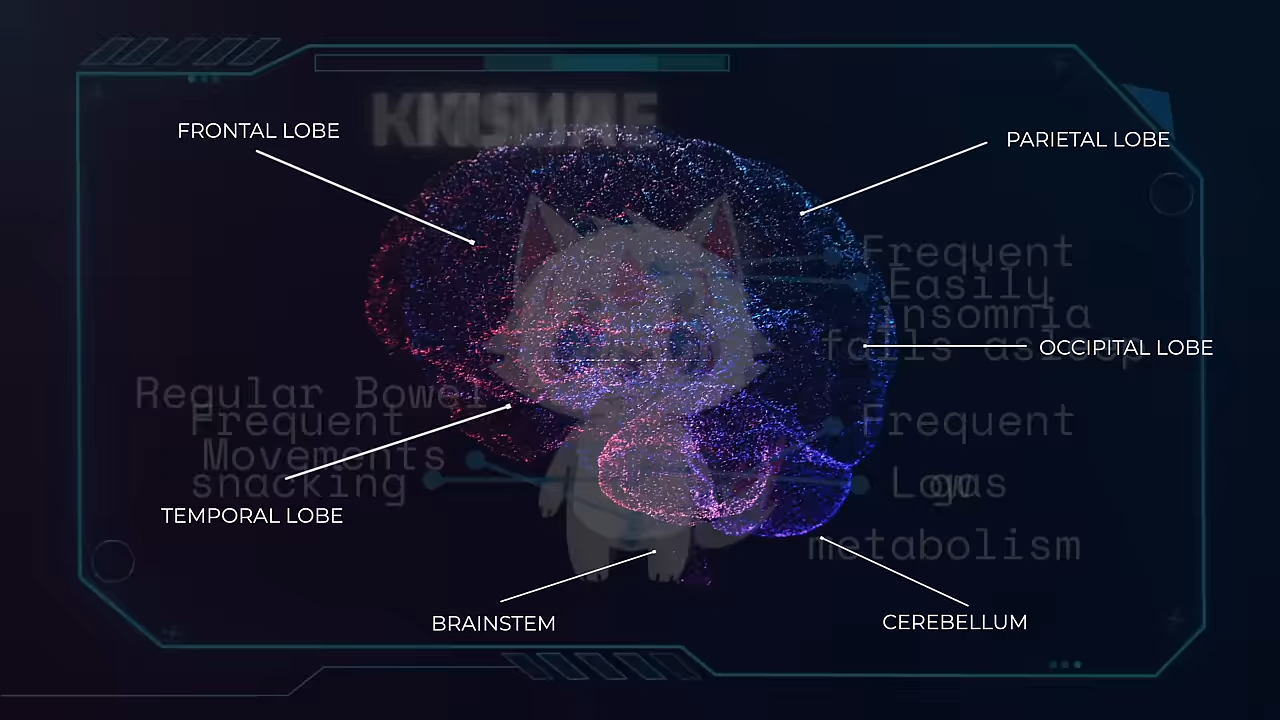 FRONTAL LOBE
PARIETAL LOBE
Frequent
Easily
insomnia
falls asleep
OCCIPITAL LOBE
Regular Bowel
Frequent
Movements
snacking
Frequent
gas
Low
metabolism
TEMPORAL LOBE
BRAINSTEM
CEREBELLUM